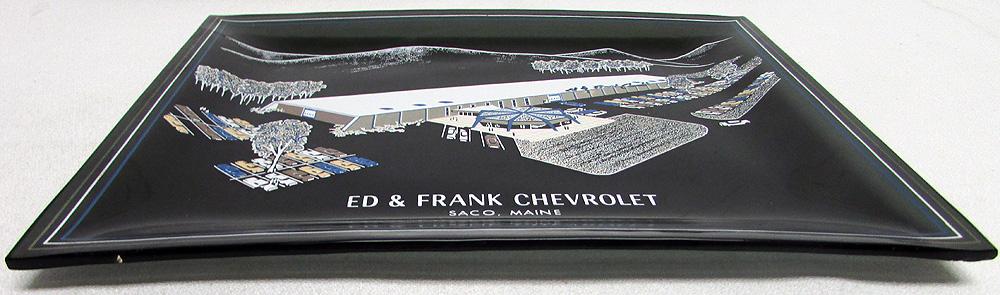 ED & FRANK CHEVROLET
SACO, MAINE